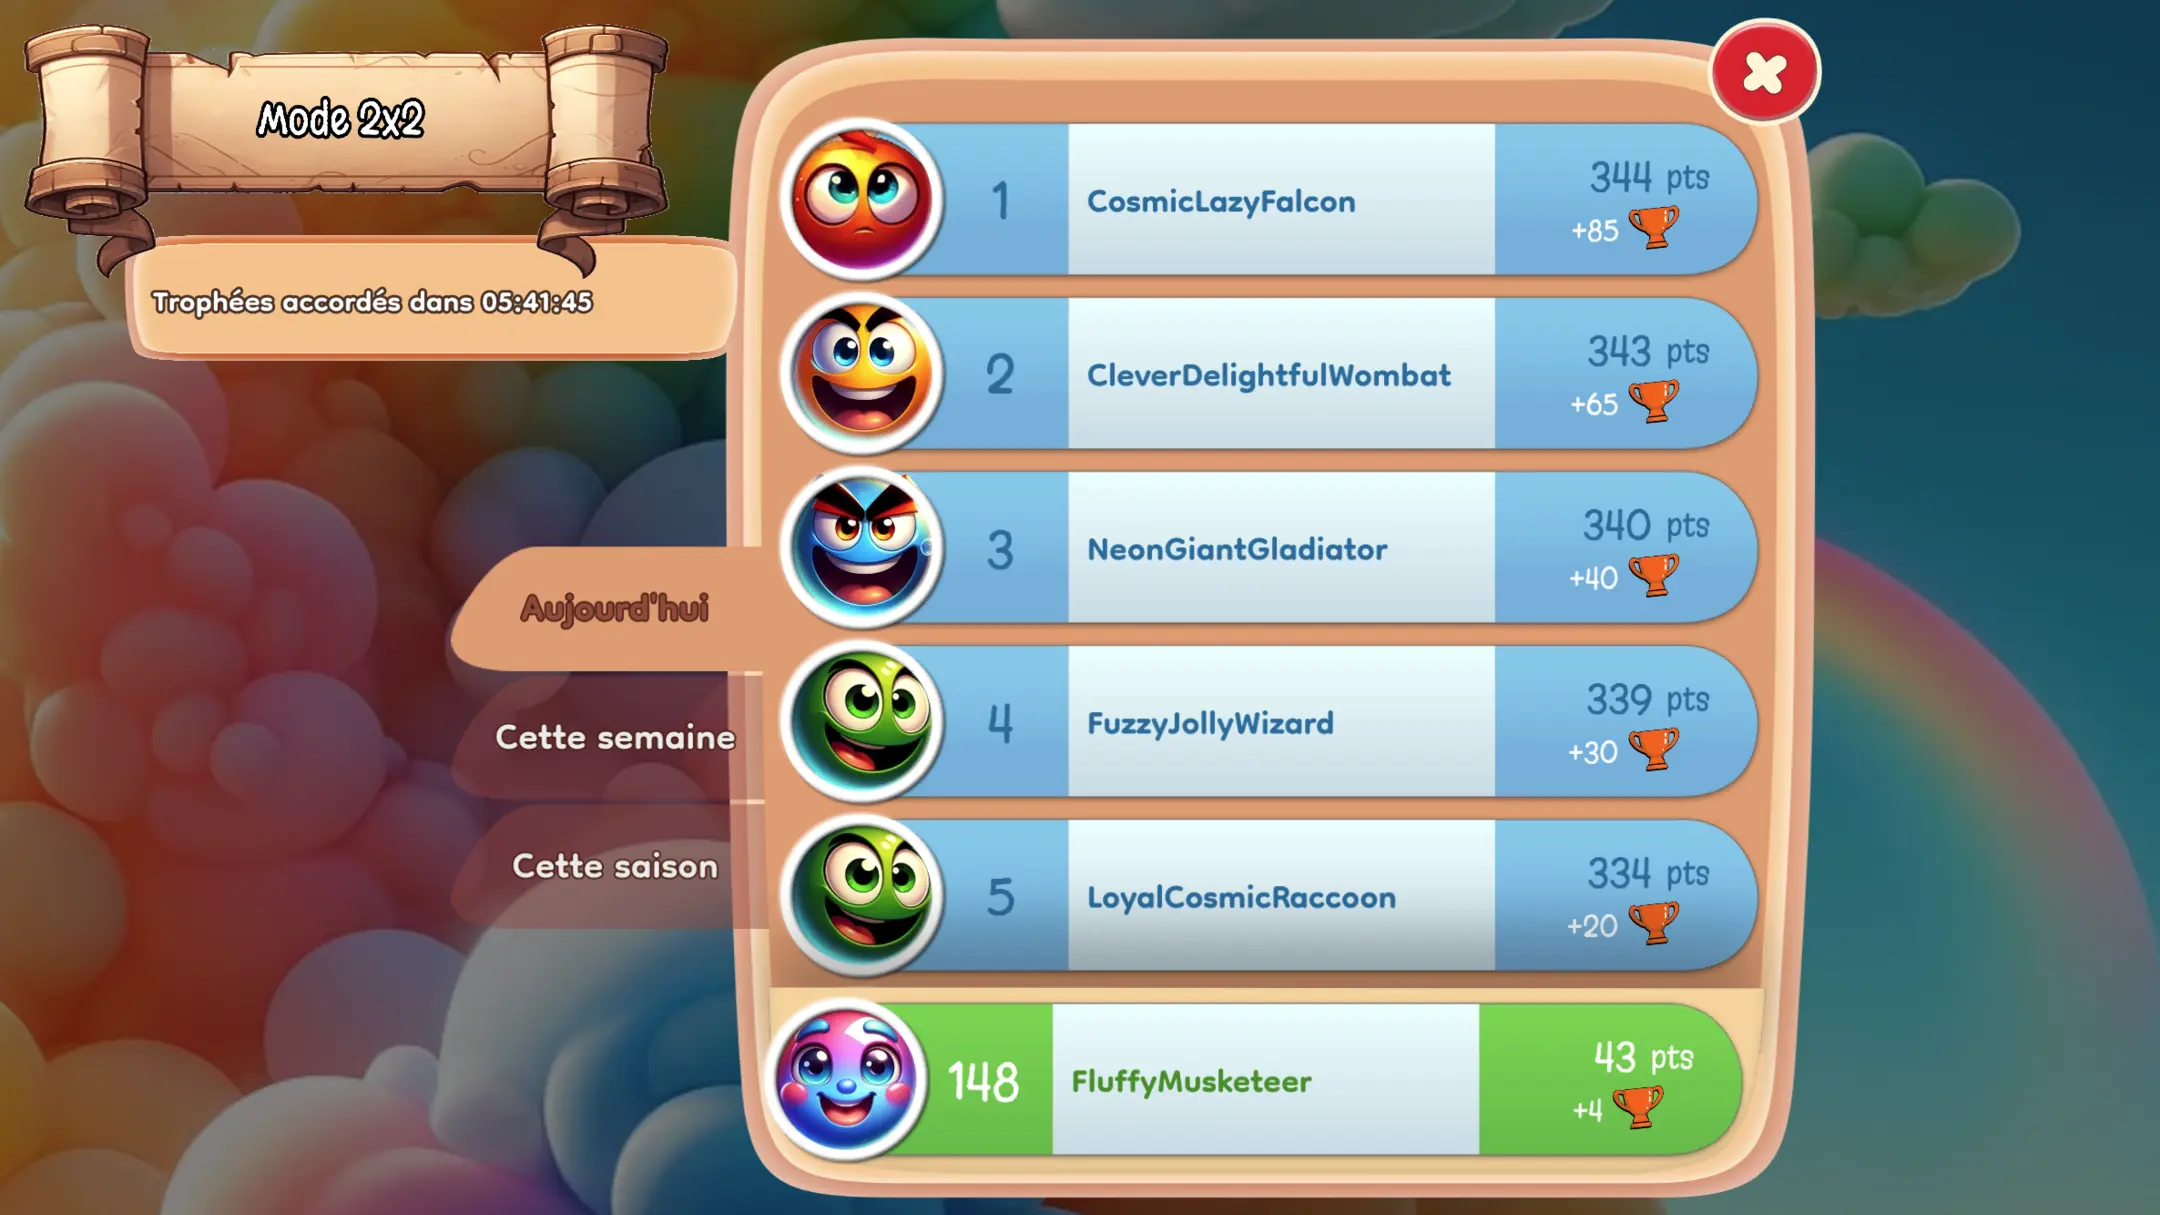 Mode 2x2
Trophées accordés dans 05:41:45
Aujourd'hui
Cette semaine
Cette saison
1 CosmicLazyFalcon 344 pts
+85
2 CleverDelightfulWombat 343 pts
+65
3 NeonGiantGladiator 340 pts
+40
4 FuzzyJollyWizard 339 pts
+30
5 LoyalCosmicRaccoon 334 pts
+20
148 FluffyMusketeer 43 pts
+4